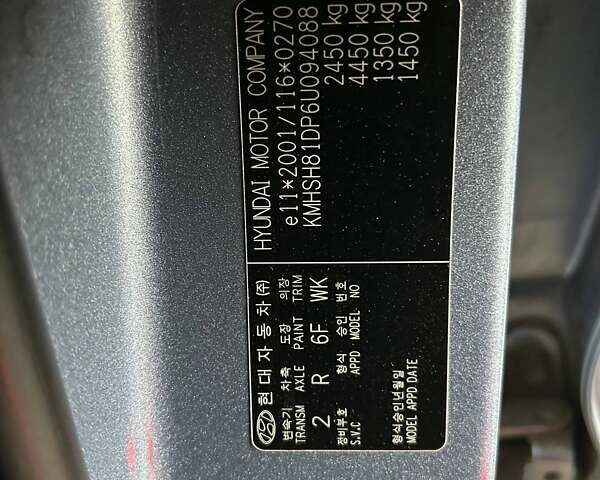 현대자동차(주) HYUNDAI MOTOR COMPANY
e11*2001/116*0270
KMHSH81DP6U094088
2450 kg
4450 kg
1350 kg
1450 kg
변속기 차축 도장 의장
TRANSM AXLE PAINT TRIM
2 R 6F WK
정비부호 형식 승인 번호
S.V.C APPD MODEL NO
형식승인년월일
MODEL APPD DATE